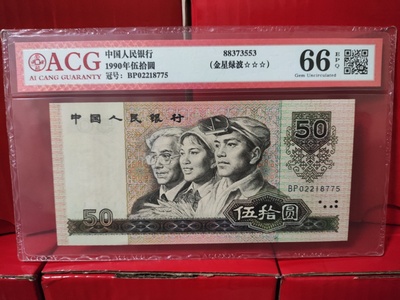 ACG
AI CANG GUARANTY
中国人民银行
1990年伍拾圆
冠号: BP02218775
88373553
(金星绿波☆☆☆)
66
EPQ
Gem Uncirculated
中国人民银行
50
BP02218775
50
伍拾圆